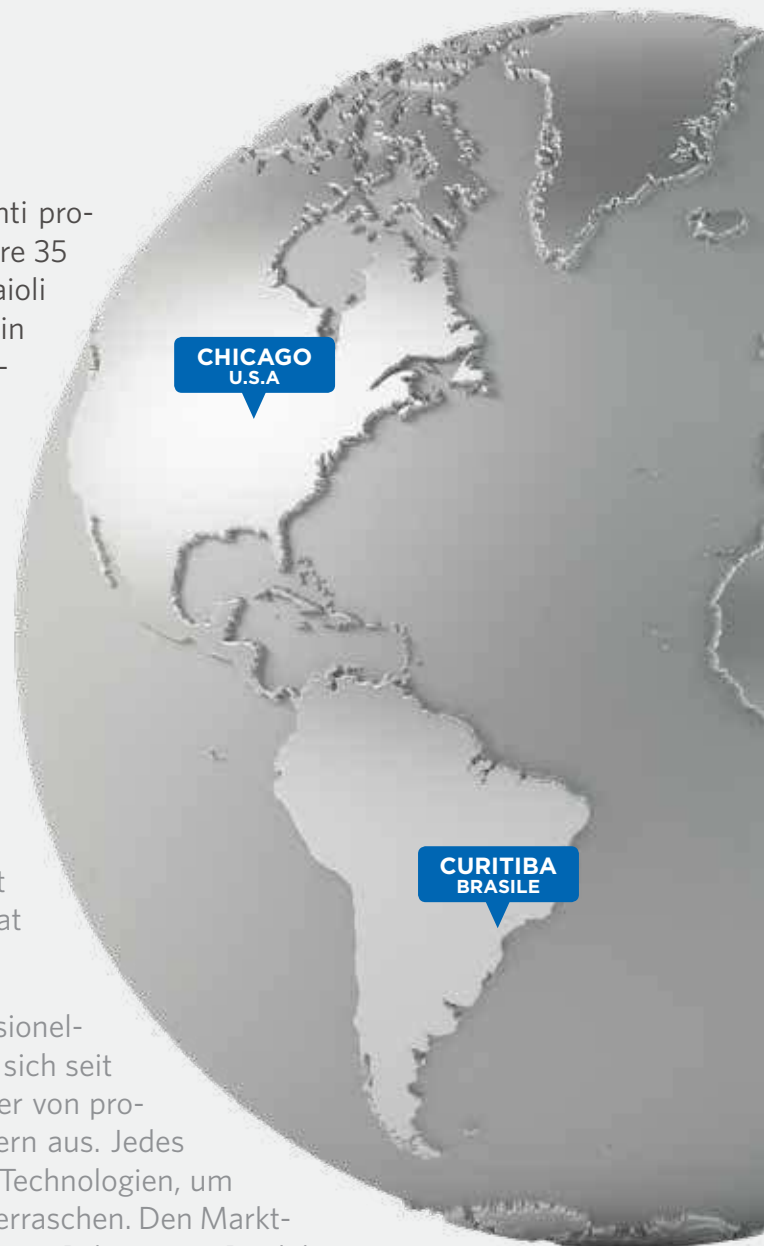 nti pro-
re 35
aioli
in
-
CHICAGO
U.S.A
CURITIBA
BRASILE
t
at
sionel-
sich seit
er von pro-
ern aus. Jedes
Technologien, um
erraschen. Den Markt-